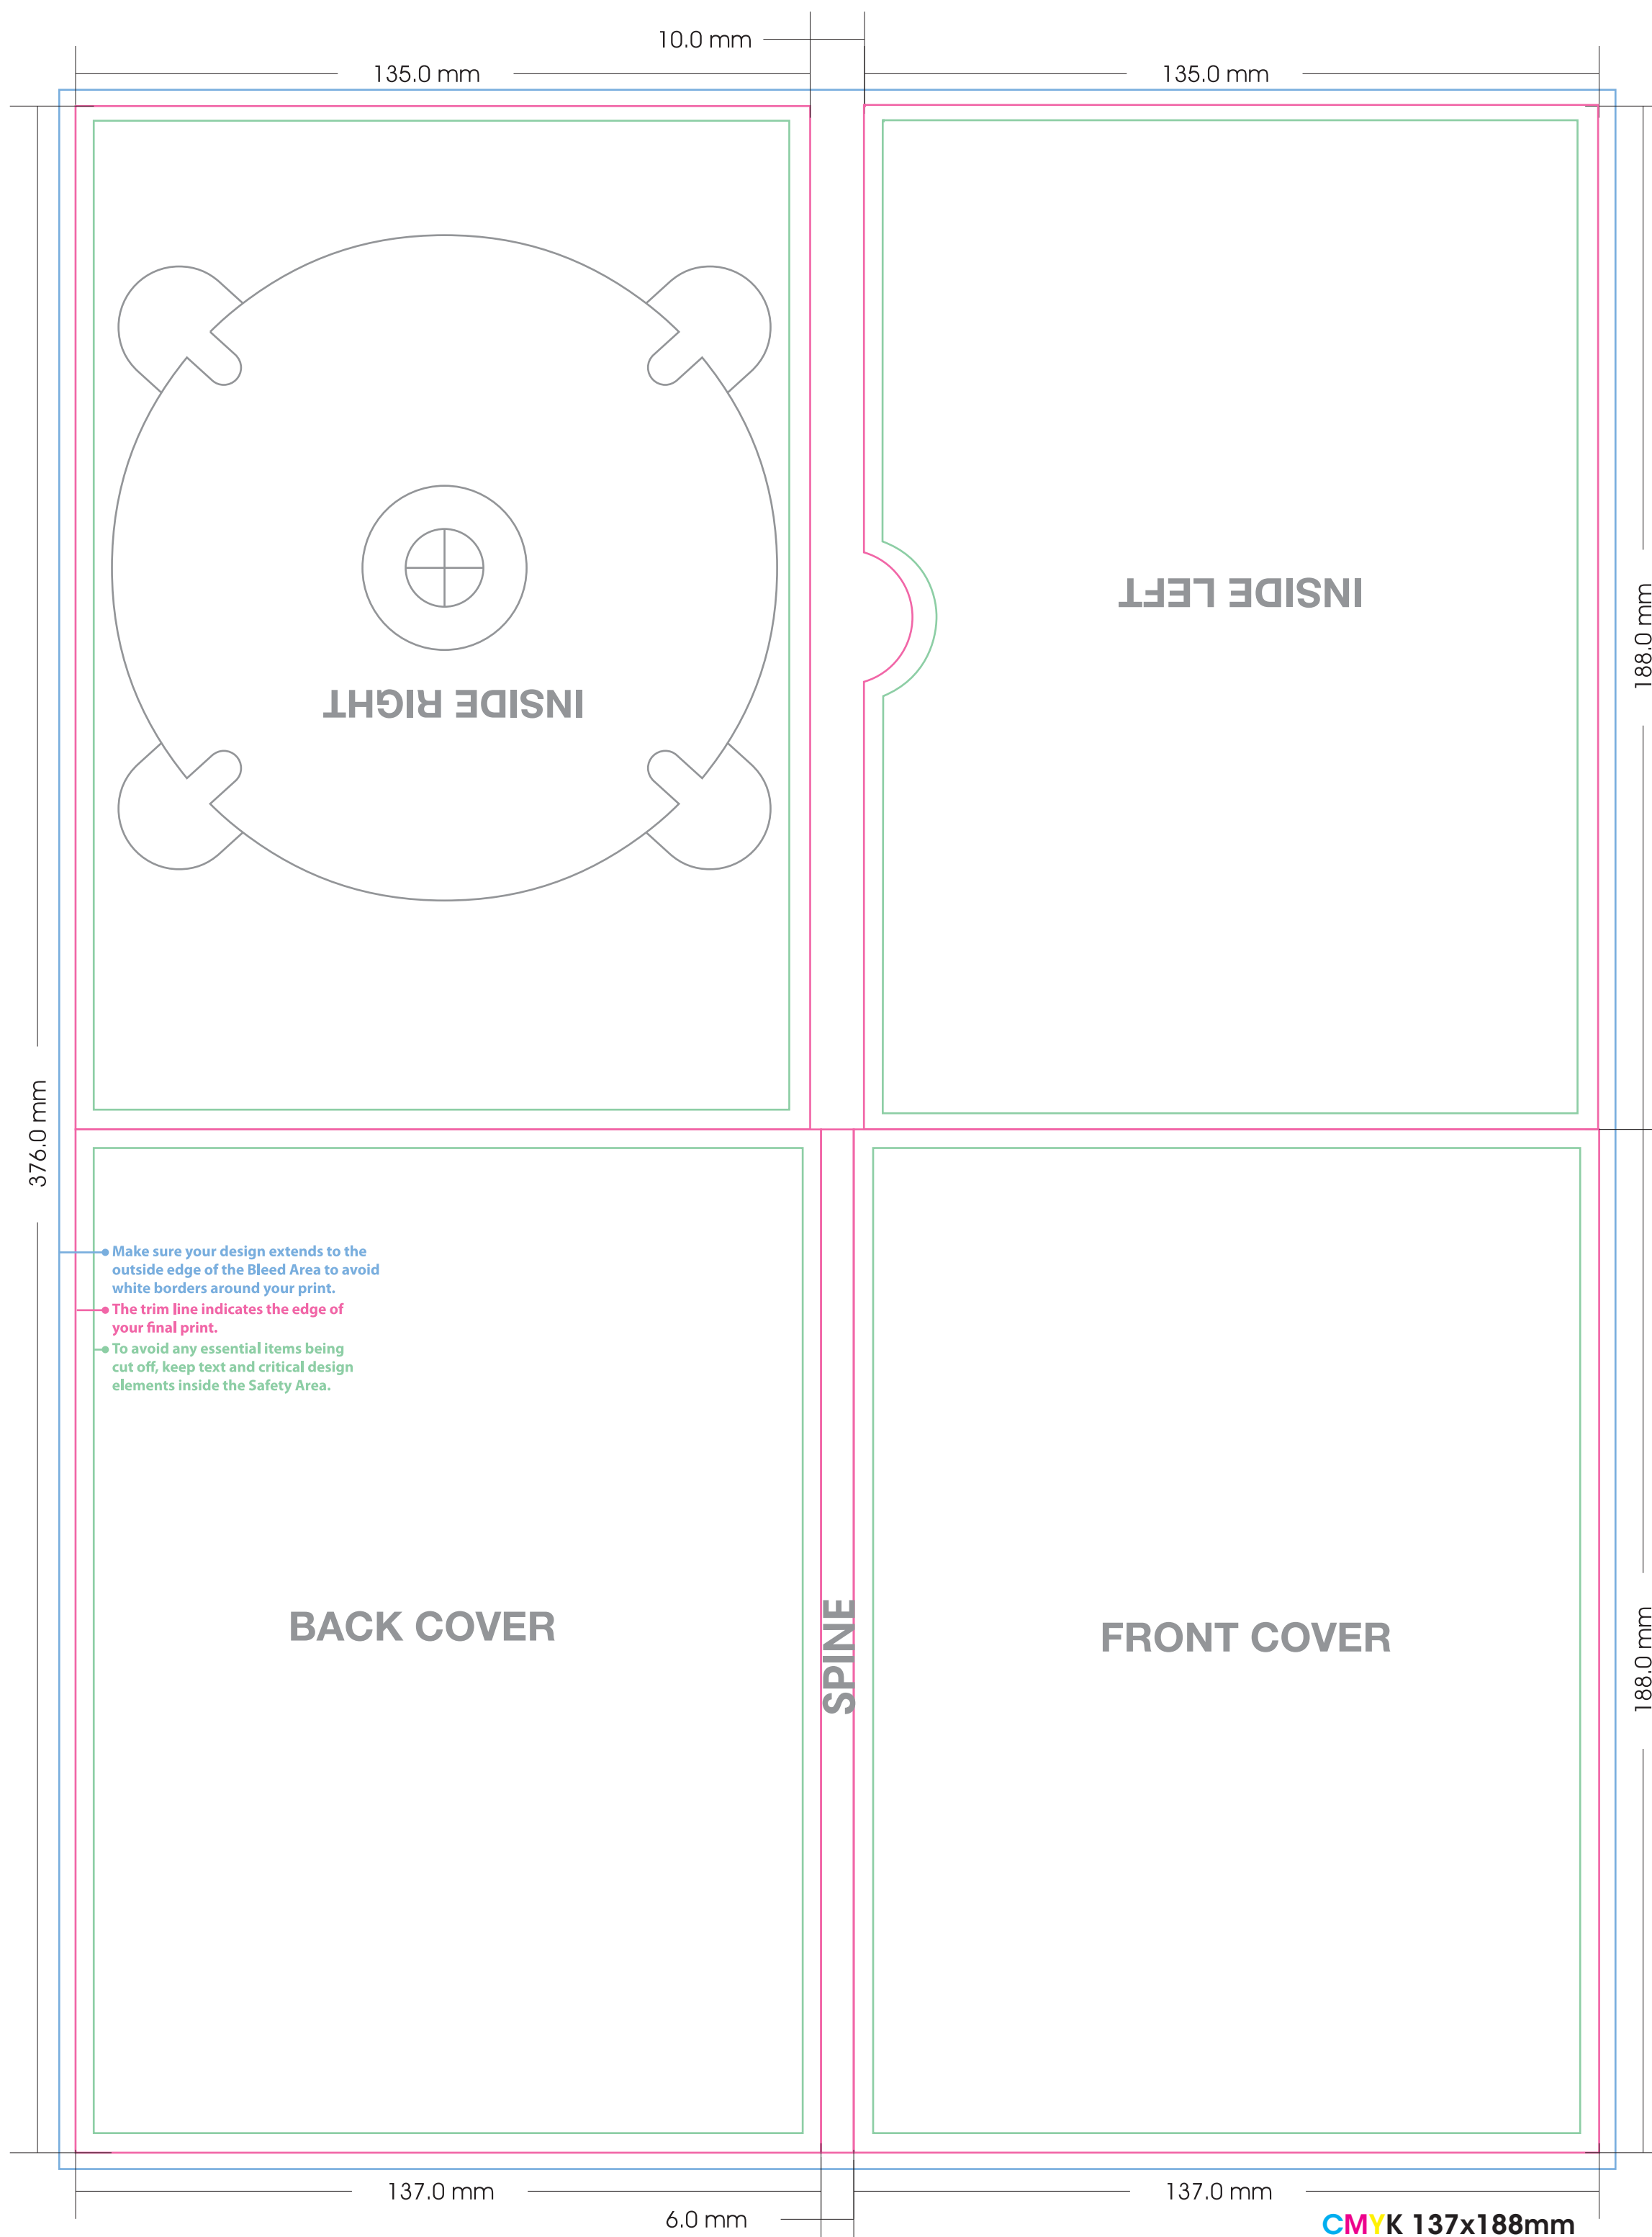 10.0 mm
135.0 mm
135.0 mm
188.0 mm
INSIDE LEFT
INSIDE RIGHT
376.0 mm
Make sure your design extends to the
outside edge of the Bleed Area to avoid
white borders around your print.
The trim line indicates the edge of
your final print.
To avoid any essential items being
cut off, keep text and critical design
elements inside the Safety Area.
BACK COVER
SPINE
FRONT COVER
188.0 mm
137.0 mm
137.0 mm
6.0 mm
CMYK 137x188mm